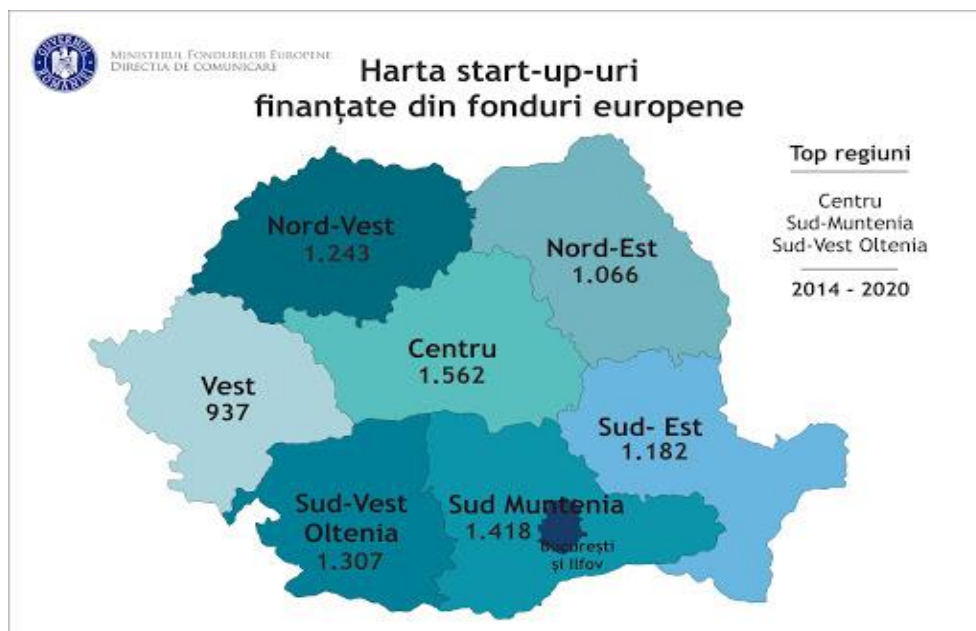 MINISTERUL FONDURILOR EUROPENE
DIRECTIA DE COMUNICARE
Harta start-up-uri
finanțate din fonduri europene
Top regiuni
Centru
Sud-Muntenia
Sud-Vest Oltenia
2014 - 2020
Nord-Vest
1.243
Nord-Est
1.066
Centru
1.562
Vest
937
Sud- Est
1.182
Sud-Vest
Oltenia
1.307
Sud Muntenia
1.418
București
și Ilfov